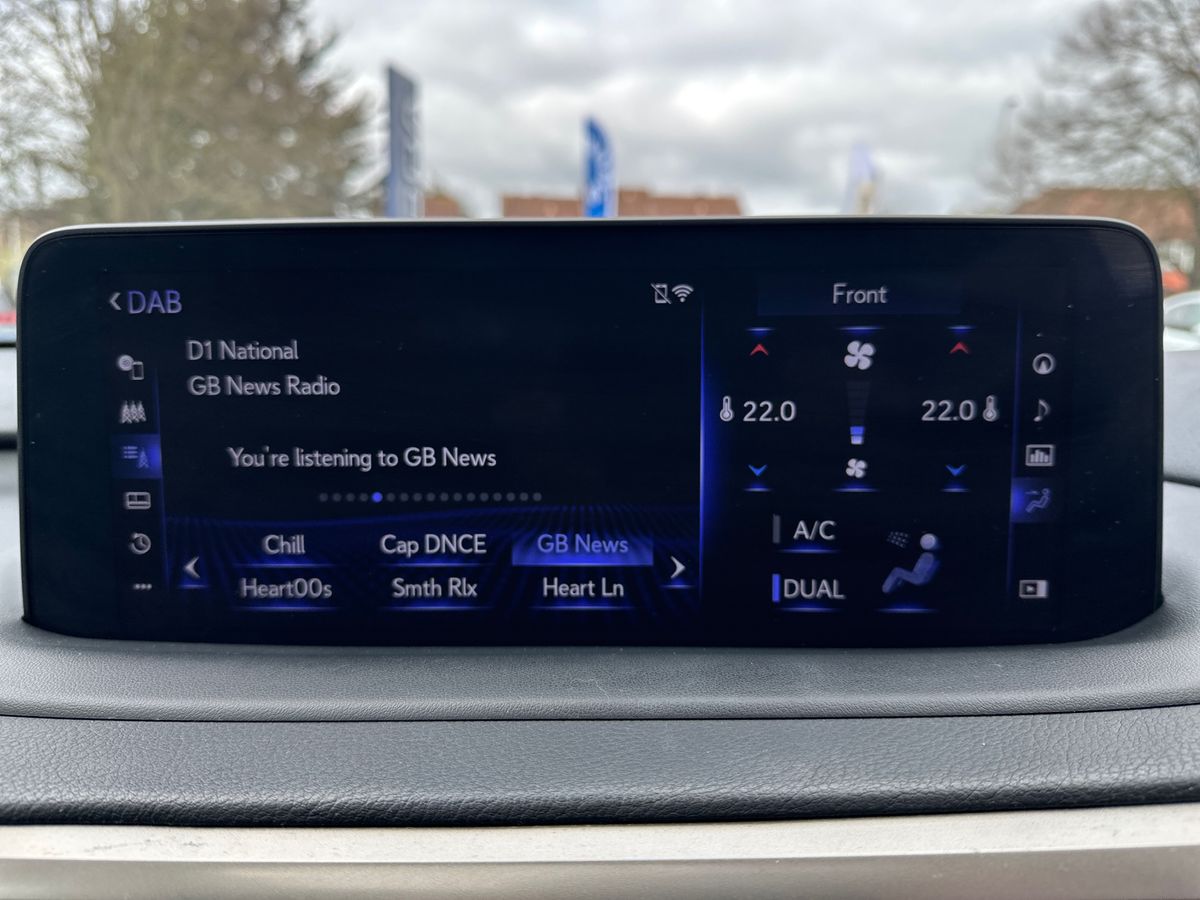 DAB
D1 National
GB News Radio
You're listening to GB News
Chill
Cap DNCE
GB News
Heart00s
Smth Rlx
Heart Ln
Front
22.0
22.0
A/C
DUAL